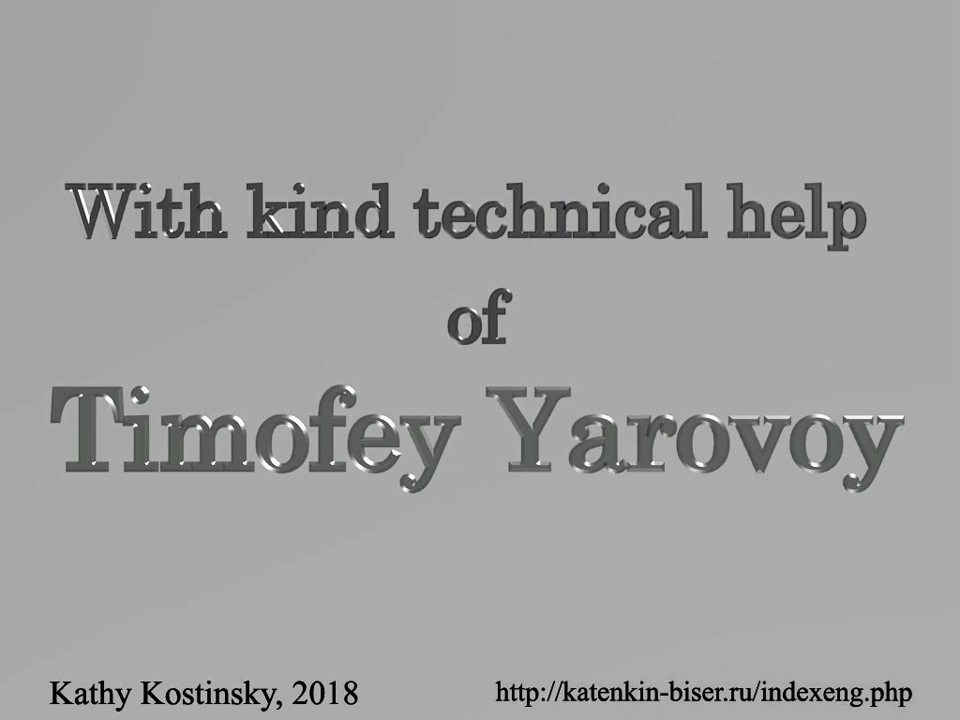 With kind technical help
of
Timofey Yarovoy
Kathy Kostinsky, 2018
http://katenkin-biser.ru/indexeng.php